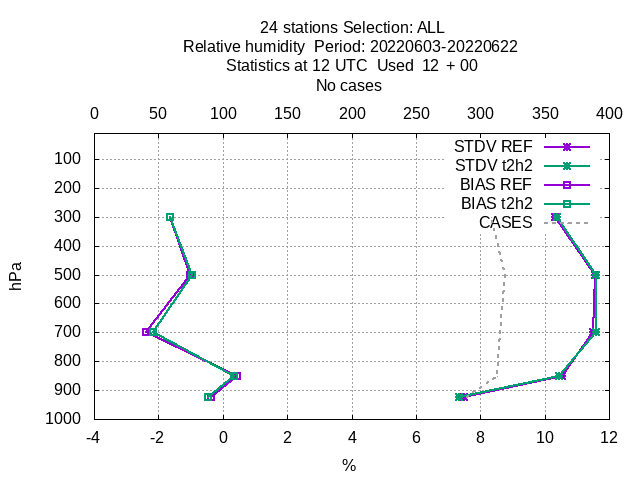 24 stations Selection: ALL
Relative humidity  Period: 20220603-20220622
Statistics at 12 UTC  Used  12  + 00
No cases
0 50 100 150 200 250 300 350 400
STDV REF
STDV t2h2
BIAS REF
BIAS t2h2
CASES
100
200
300
400
500
600
700
800
900
1000
hPa
-4 -2 0 2 4 6 8 10 12
%